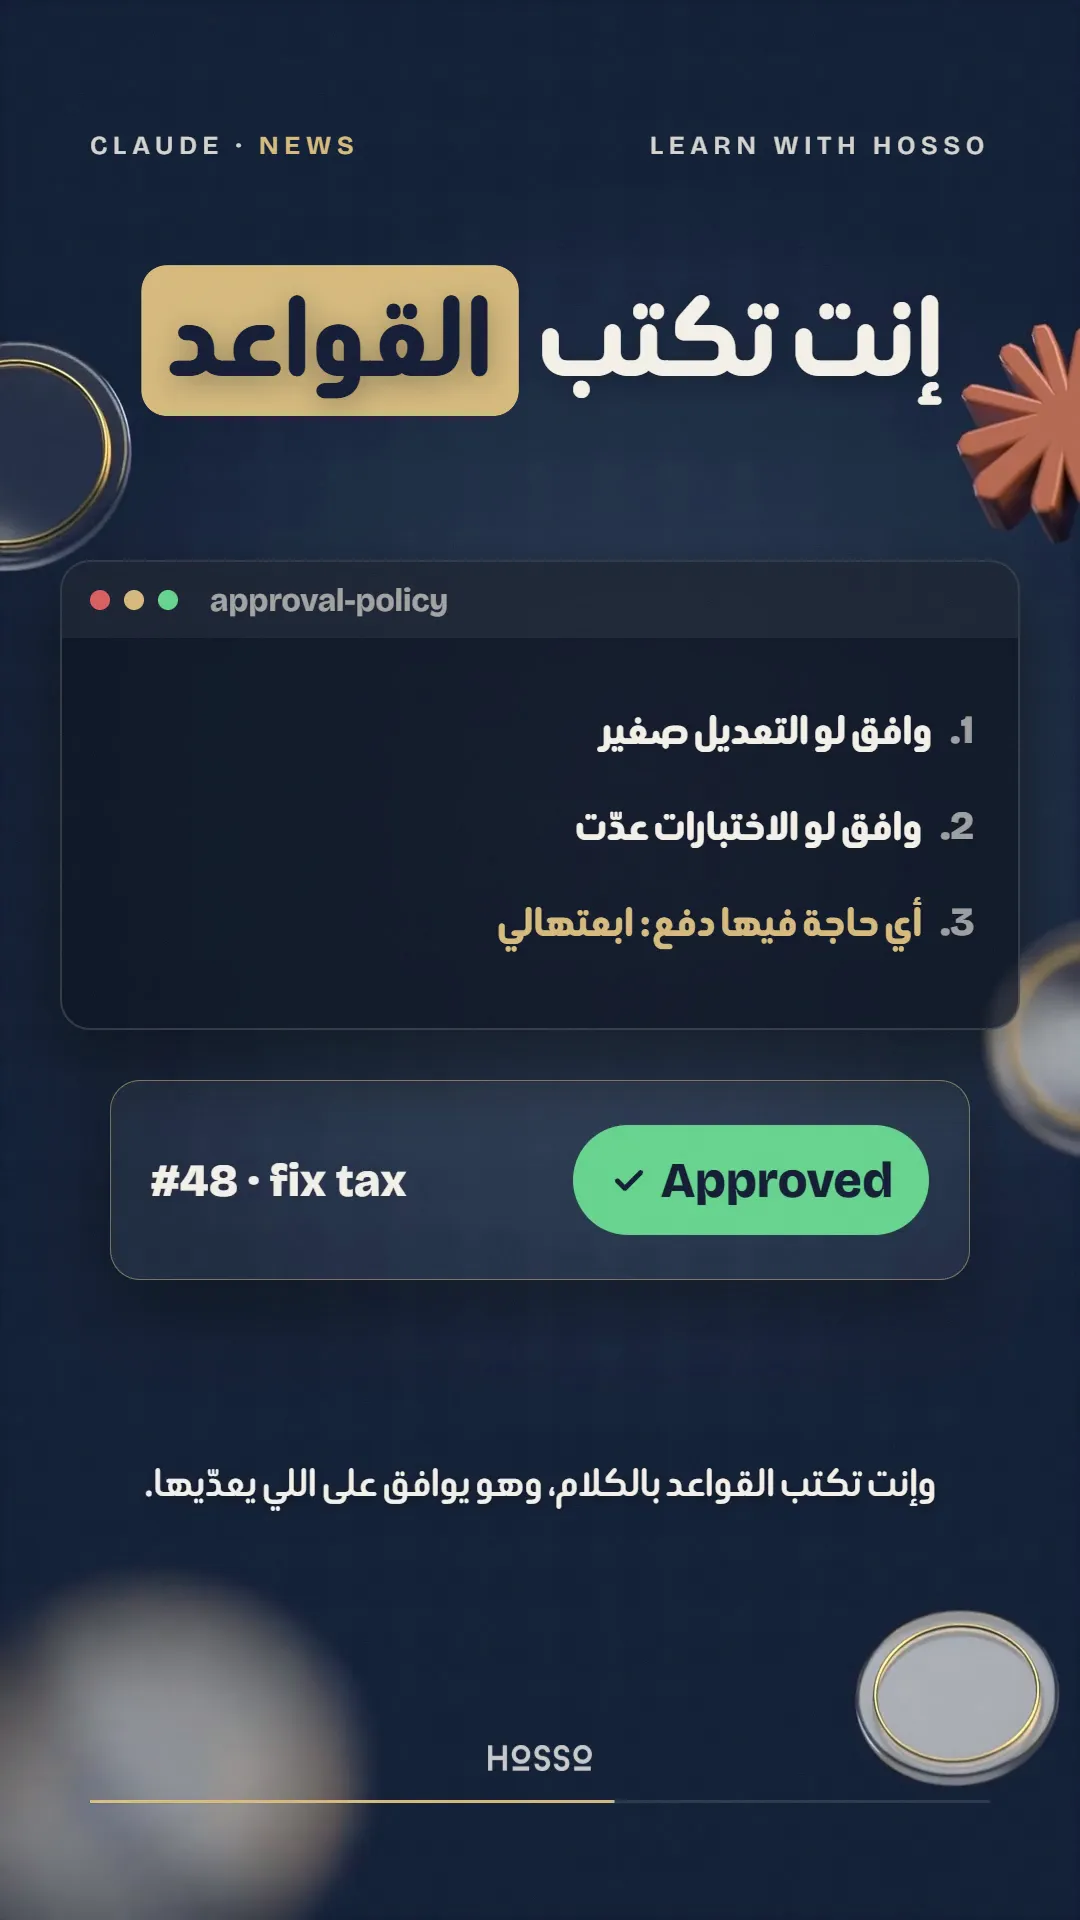 CLAUDE · NEWS
LEARN WITH HOSSO
إنت تكتب القواعد
approval-policy
1. وافق لو التعديل صغير
2. وافق لو الاختبارات عدّت
3. أي حاجة فيها دفع: ابعتهالي
#48 · fix tax
✓ Approved
وإنت تكتب القواعد بالكلام، وهو يوافق على اللي يعدّيها.
HOSSO